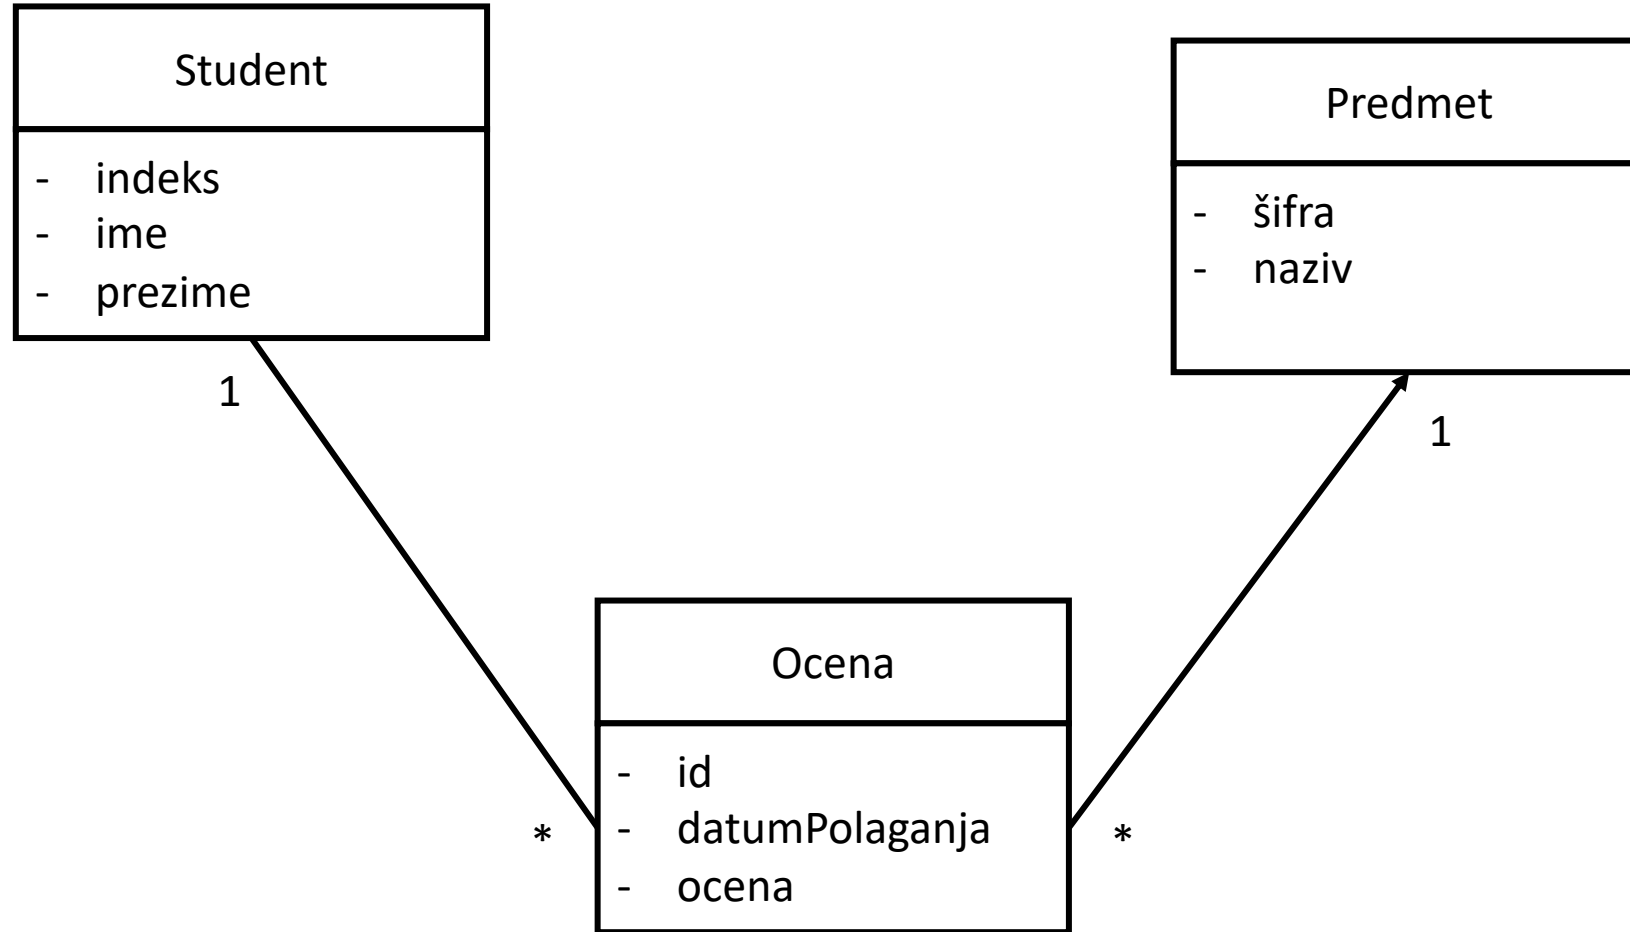 Student
- indeks
- ime
- prezime
1
Predmet
- šifra
- naziv
1
Ocena
- id
- datumPolaganja
- ocena
*
*